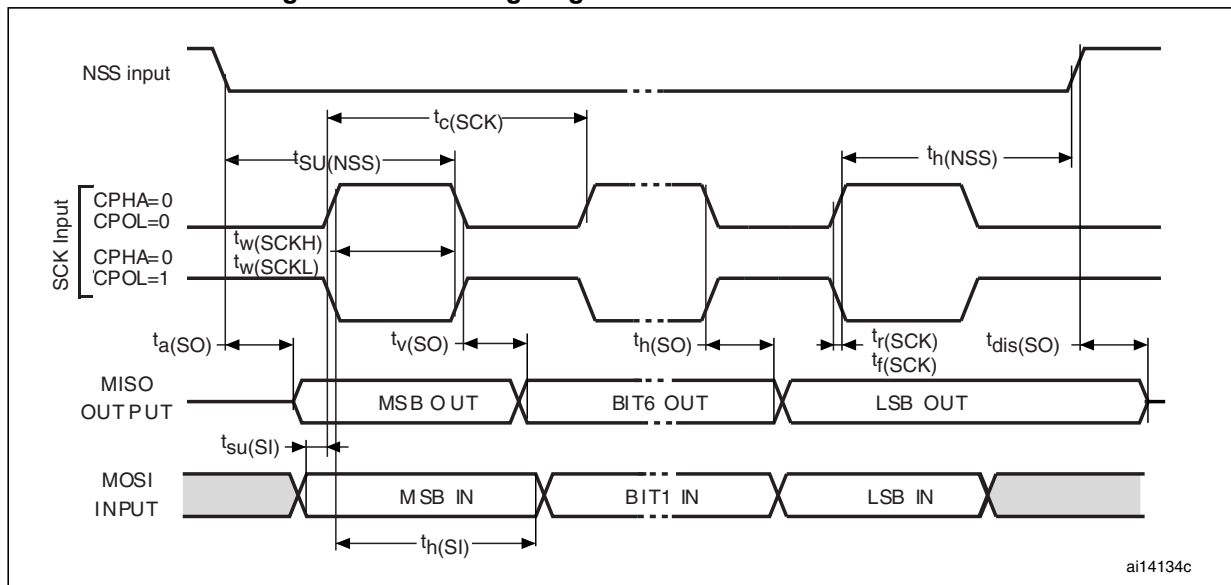 NSS input
tc(SCK)
tSU(NSS)
th(NSS)
SCK Input
CPHA=0
CPOL=0
tw(SCKH)
CPHA=0
tw(SCKL)
CPOL=1
ta(SO)
tv(SO)
th(SO)
tr(SCK)
tf(SCK)
tdis(SO)
MISO
OUTPUT
MSB OUT
BIT6 OUT
LSB OUT
tsu(SI)
MOSI
INPUT
MSB IN
BIT1 IN
LSB IN
th(SI)
ai14134c